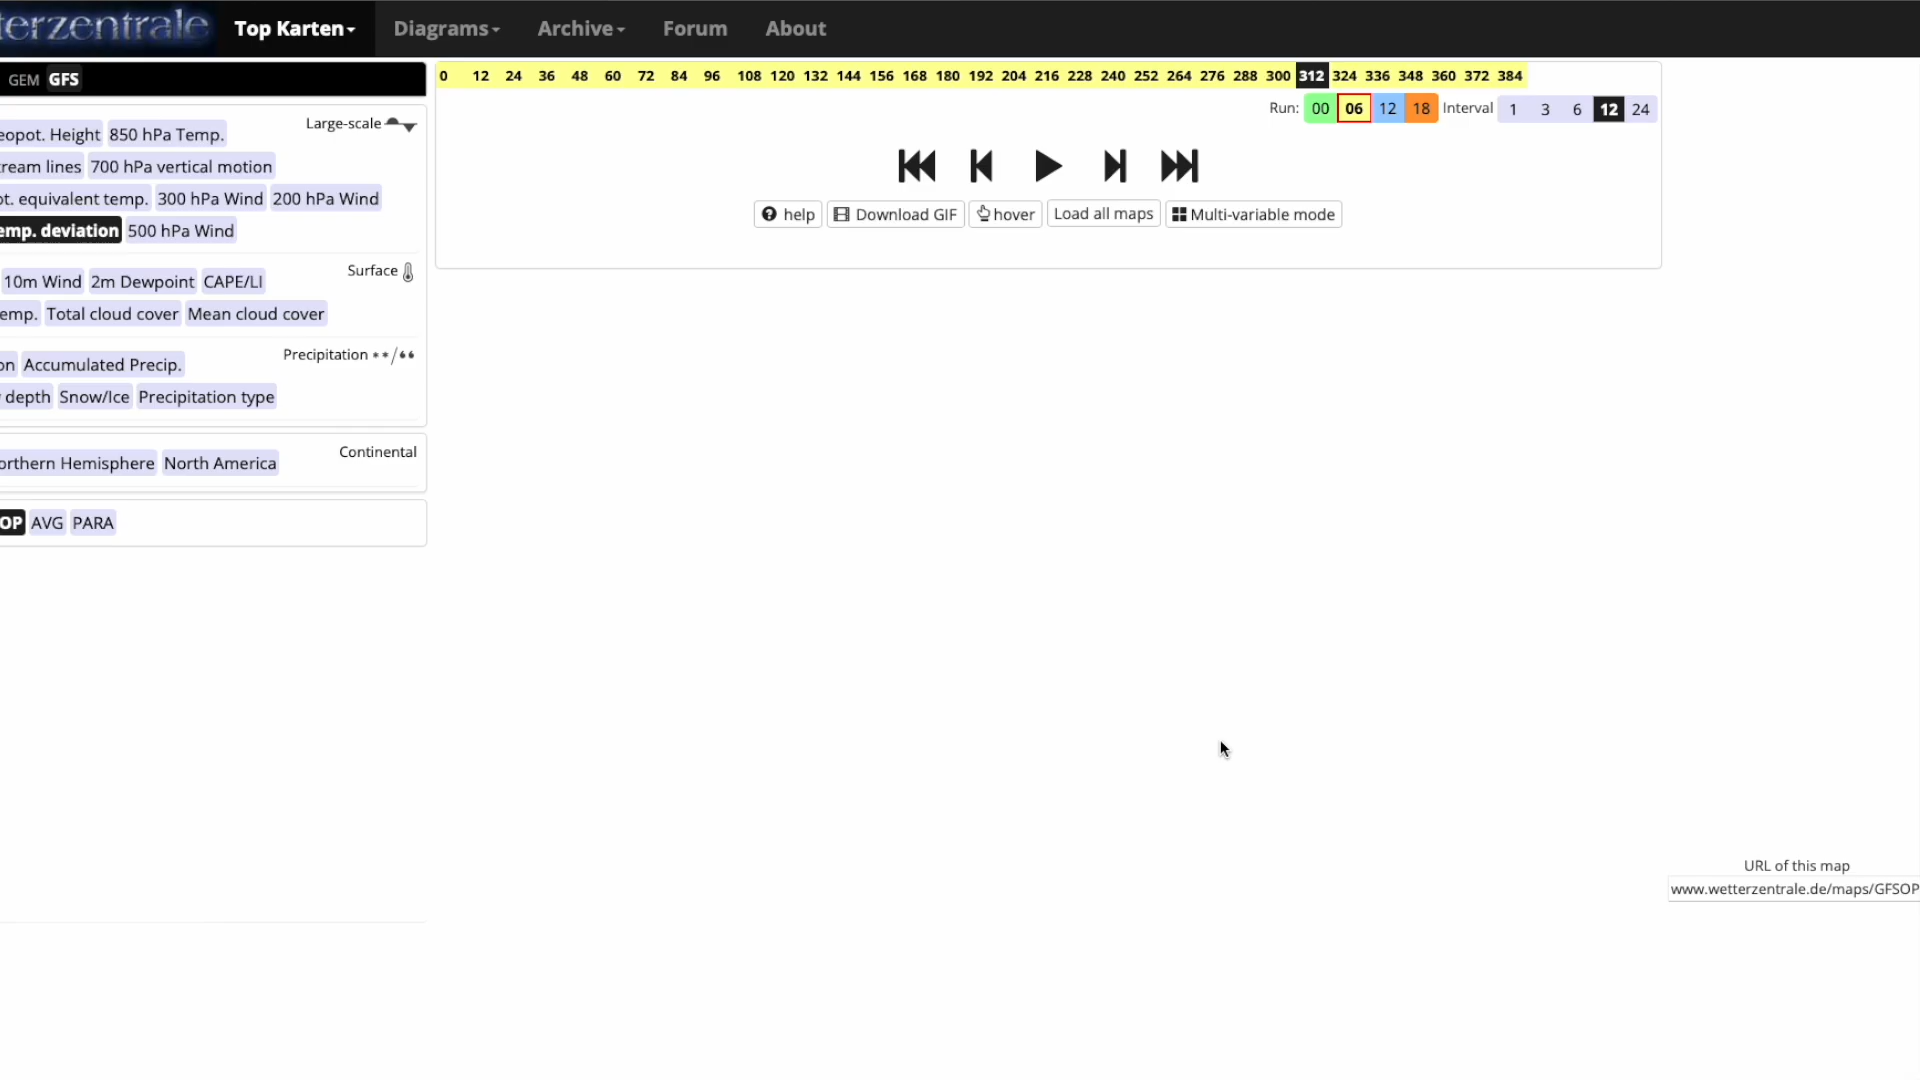 terzentrale Top Karten Diagrams Archive Forum About
GEM GFS
0 12 24 36 48 60 72 84 96 108 120 132 144 156 168 180 192 204 216 228 240 252 264 276 288 300 312 324 336 348 360 372 384
Run: 00 06 12 18 Interval 1 3 6 12 24
help Download GIF hover Load all maps Multi-variable mode
Large-scale
eopot. Height 850 hPa Temp.
ream lines 700 hPa vertical motion
ot. equivalent temp. 300 hPa Wind 200 hPa Wind
emp. deviation 500 hPa Wind
Surface
10m Wind 2m Dewpoint CAPE/LI
emp. Total cloud cover Mean cloud cover
Precipitation **/
on Accumulated Precip.
depth Snow/Ice Precipitation type
Continental
orthern Hemisphere North America
OP AVG PARA
URL of this map
www.wetterzentrale.de/maps/GFSOP